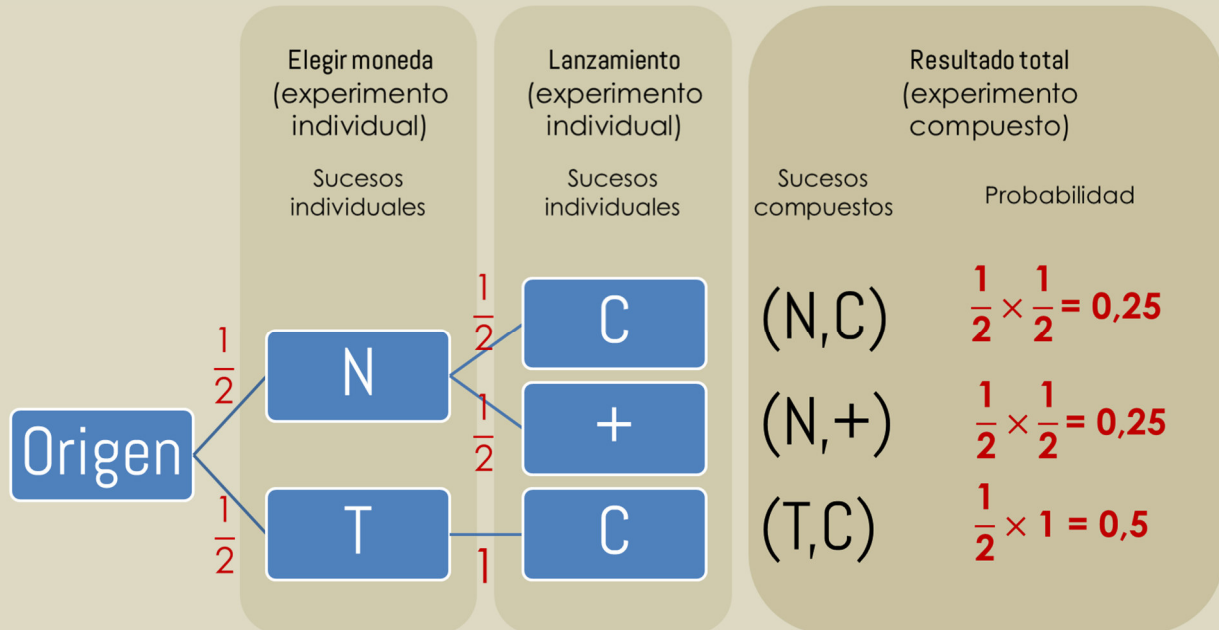 Elegir moneda
(experimento
individual)
Sucesos
individuales
Lanzamiento
(experimento
individual)
Sucesos
individuales
Resultado total
(experimento
compuesto)
Sucesos
compuestos
Probabilidad
Origen
1/2
N
1/2
C
(N,C)
1/2 × 1/2 = 0,25
1/2
+
(N,+)
1/2 × 1/2 = 0,25
1/2
T
1
C
(T,C)
1/2 × 1 = 0,5